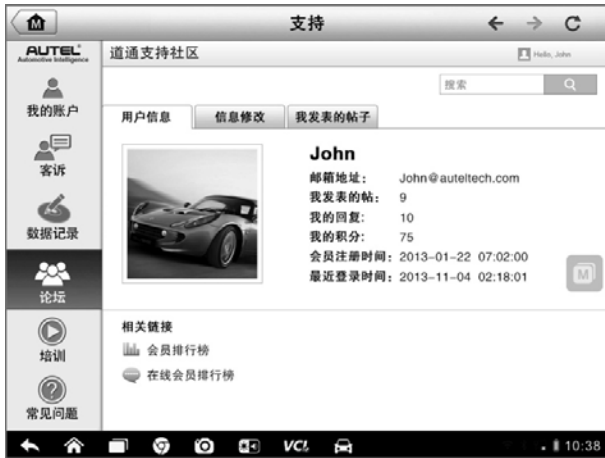 支持
AUTEL
Automotive Intelligence
道通支持社区
Hello, John
搜索
我的账户
客诉
数据记录
论坛
培训
常见问题
用户信息
信息修改
我发表的帖子
John
邮箱地址： John@auteltech.com
我发表的帖： 9
我的回复： 10
我的积分： 75
会员注册时间：2013-01-22 07:02:00
最近登录时间：2013-11-04 02:18:01
M
相关链接
会员排行榜
在线会员排行榜
VCI
10:38